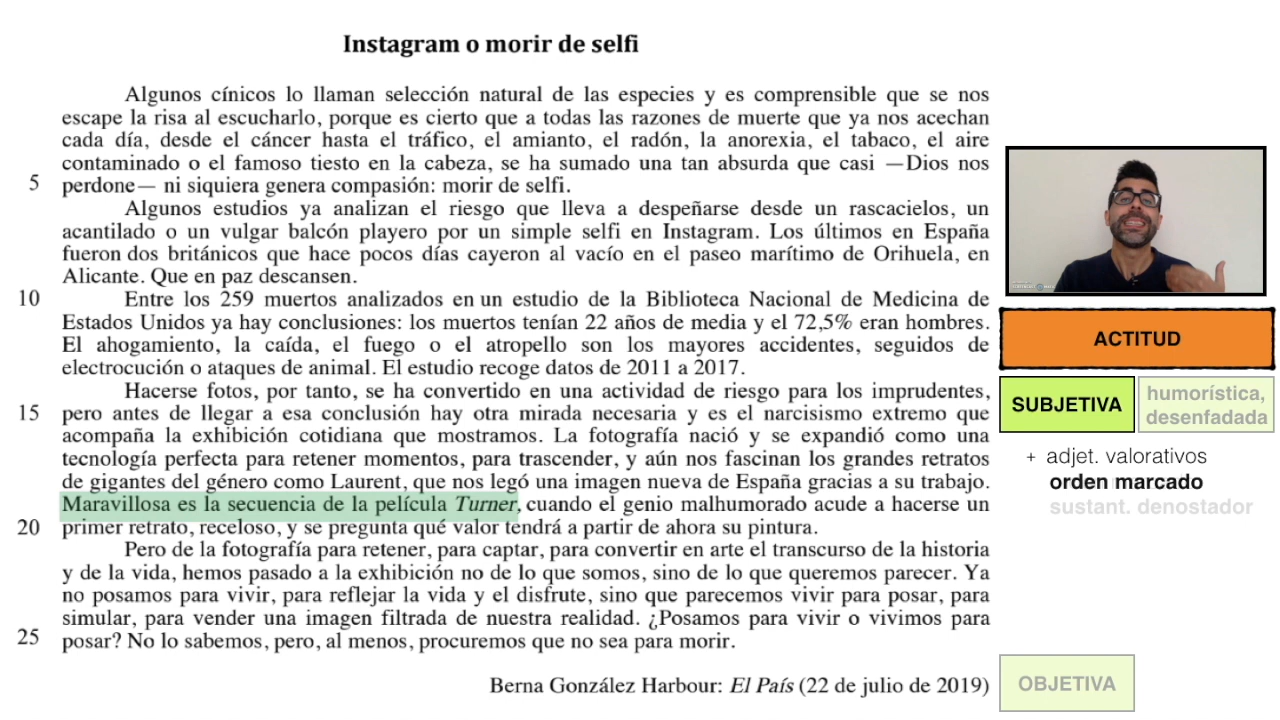 Instagram o morir de selfi
Algunos cínicos lo llaman selección natural de las especies y es comprensible que se nos
escape la risa al escucharlo, porque es cierto que a todas las razones de muerte que ya nos acechan
cada día, desde el cáncer hasta el tráfico, el amianto, el radón, la anorexia, el tabaco, el aire
contaminado o el famoso tiesto en la cabeza, se ha sumado una tan absurda que casi —Dios nos
5 perdone— ni siquiera genera compasión: morir de selfi.
Algunos estudios ya analizan el riesgo que lleva a despeñarse desde un rascacielos, un
acantilado o un vulgar balcón playero por un simple selfi en Instagram. Los últimos en España
fueron dos británicos que hace pocos días cayeron al vacío en el paseo marítimo de Orihuela, en
Alicante. Que en paz descansen.
10 Entre los 259 muertos analizados en un estudio de la Biblioteca Nacional de Medicina de
Estados Unidos ya hay conclusiones: los muertos tenían 22 años de media y el 72,5% eran hombres.
El ahogamiento, la caída, el fuego o el atropello son los mayores accidentes, seguidos de
electrocución o ataques de animal. El estudio recoge datos de 2011 a 2017.
Hacerse fotos, por tanto, se ha convertido en una actividad de riesgo para los imprudentes,
15 pero antes de llegar a esa conclusión hay otra mirada necesaria y es el narcisismo extremo que
acompaña la exhibición cotidiana que mostramos. La fotografía nació y se expandió como una
tecnología perfecta para retener momentos, para trascender, y aún nos fascinan los grandes retratos
de gigantes del género como Laurent, que nos legó una imagen nueva de España gracias a su trabajo.
Maravillosa es la secuencia de la película Turner, cuando el genio malhumorado acude a hacerse un
20 primer retrato, receloso, y se pregunta qué valor tendrá a partir de ahora su pintura.
Pero de la fotografía para retener, para captar, para convertir en arte el transcurso de la historia
y de la vida, hemos pasado a la exhibición no de lo que somos, sino de lo que queremos parecer. Ya
no posamos para vivir, para reflejar la vida y el disfrute, sino que parecemos vivir para posar, para
simular, para vender una imagen filtrada de nuestra realidad. ¿Posamos para vivir o vivimos para
25 posar? No lo sabemos, pero, al menos, procuremos que no sea para morir.
Berna González Harbour: El País (22 de julio de 2019)
ACTITUD
SUBJETIVA
humorística,
desenfadada
+ adjet. valorativos
orden marcado
sustant. denostador
OBJETIVA